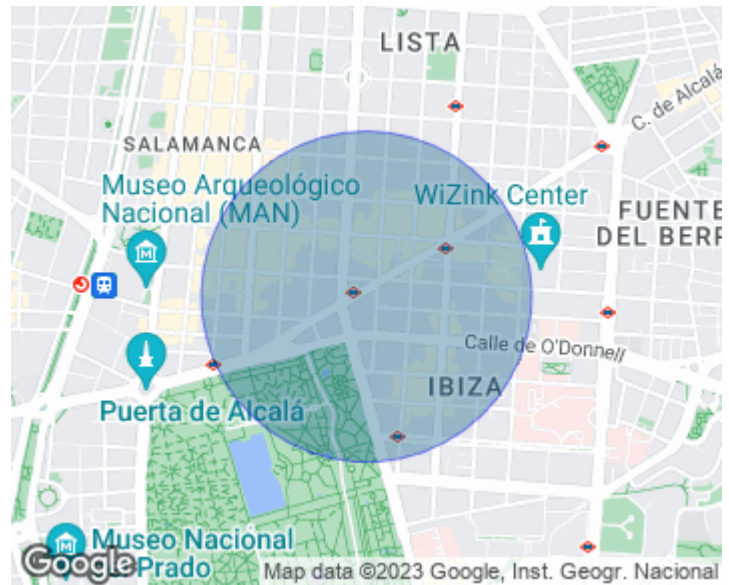 LISTA
C. de Alcalá
SALAMANCA
Museo Arqueológico
Nacional (MAN)
WiZink Center
FUENTE
DEL BERR
Calle de O'Donnell
IBIZA
Puerta de Alcalá
Museo Nacional
Prado
Google
Map data ©2023 Google, Inst. Geogr. Nacional